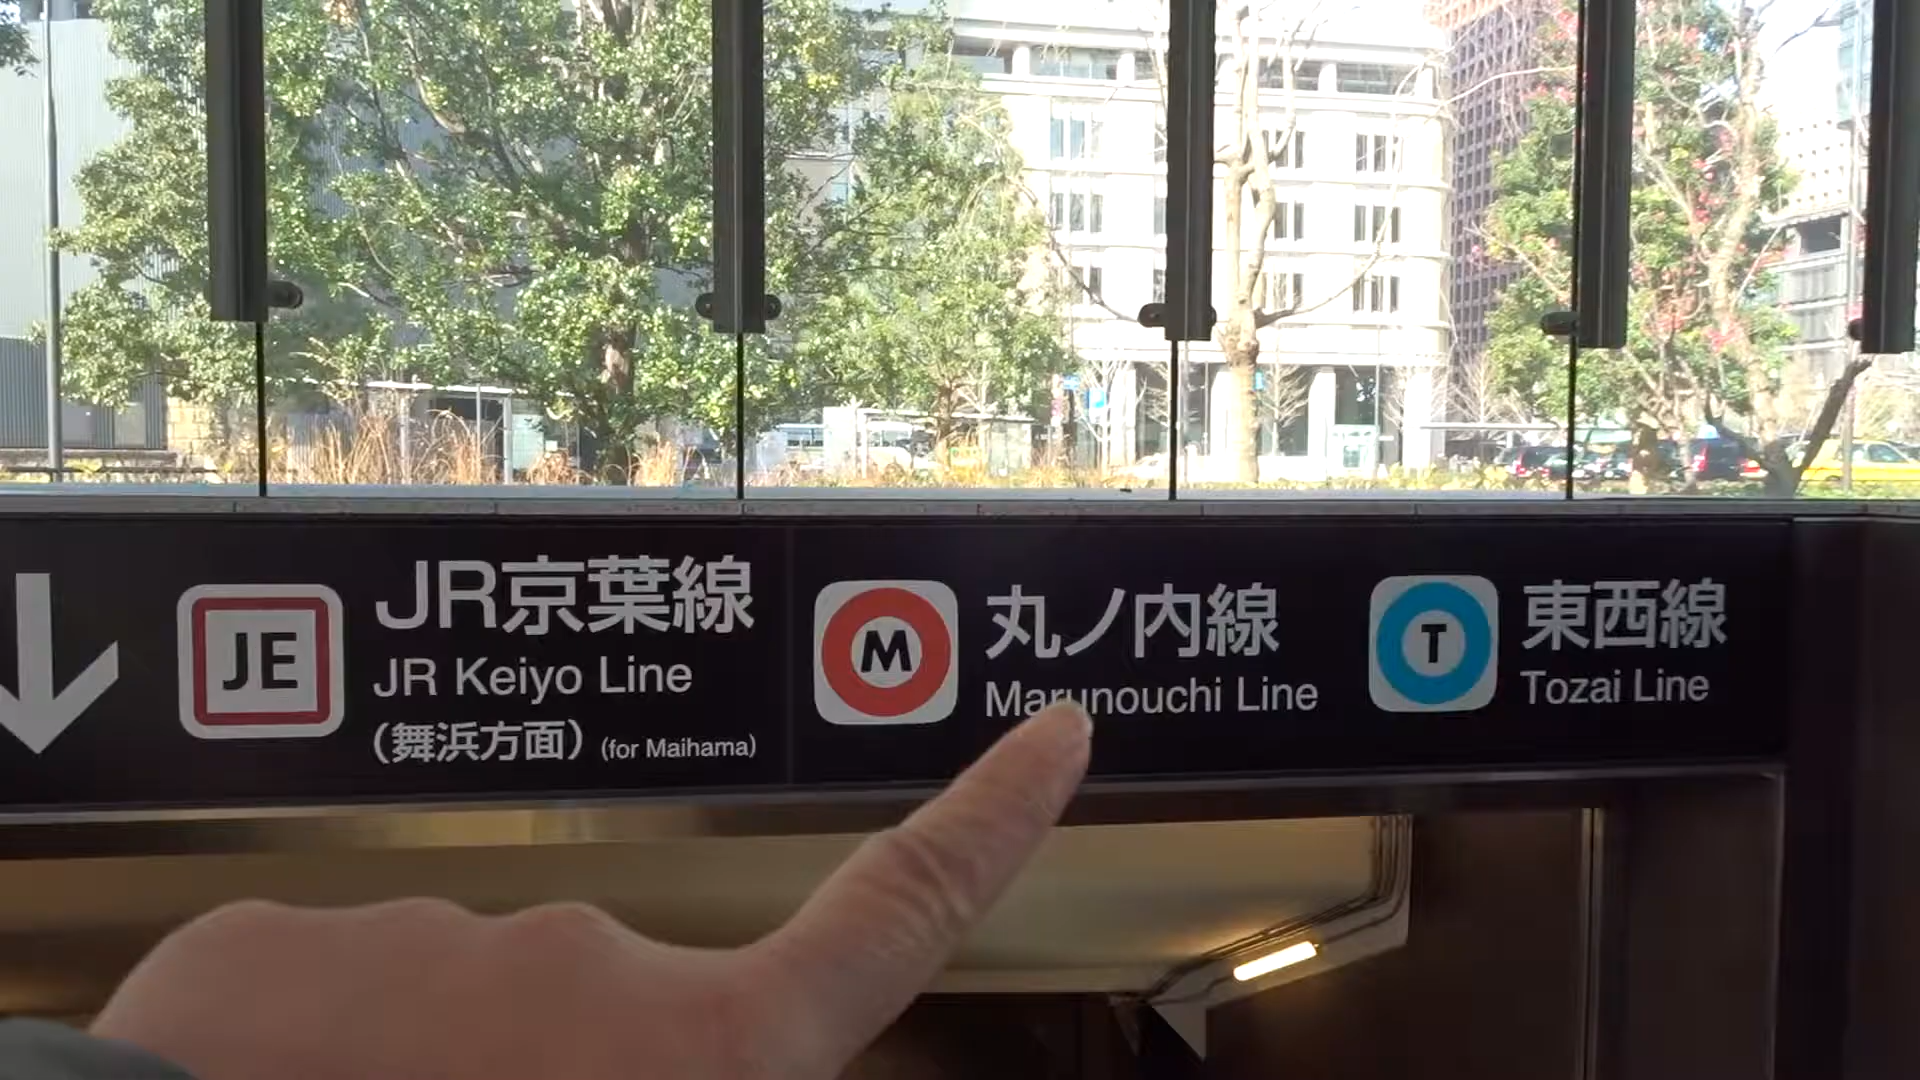 JE
JR京葉線
JR Keiyo Line
(舞浜方面) (for Maihama)
M
丸ノ内線
Marunouchi Line
T
東西線
Tozai Line